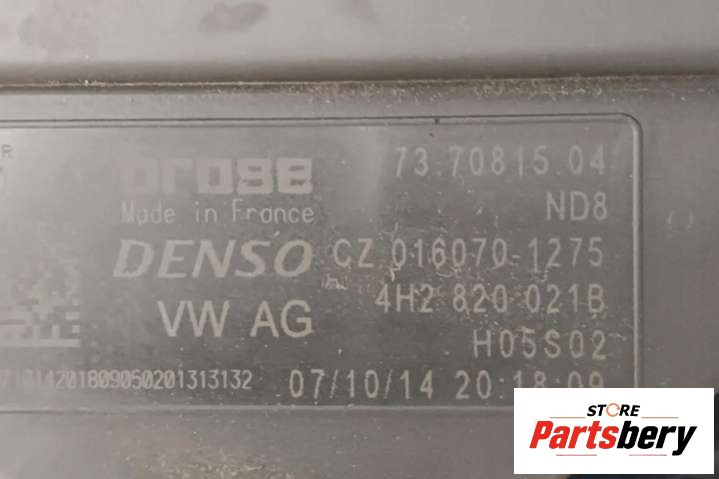 R
brose 73.70815.04
Made in France ND8
DENSO CZ 016070-1275
VW AG 4H2 820 021B
H05S02
07/10/14 20:18:09
STORE
Partsbery